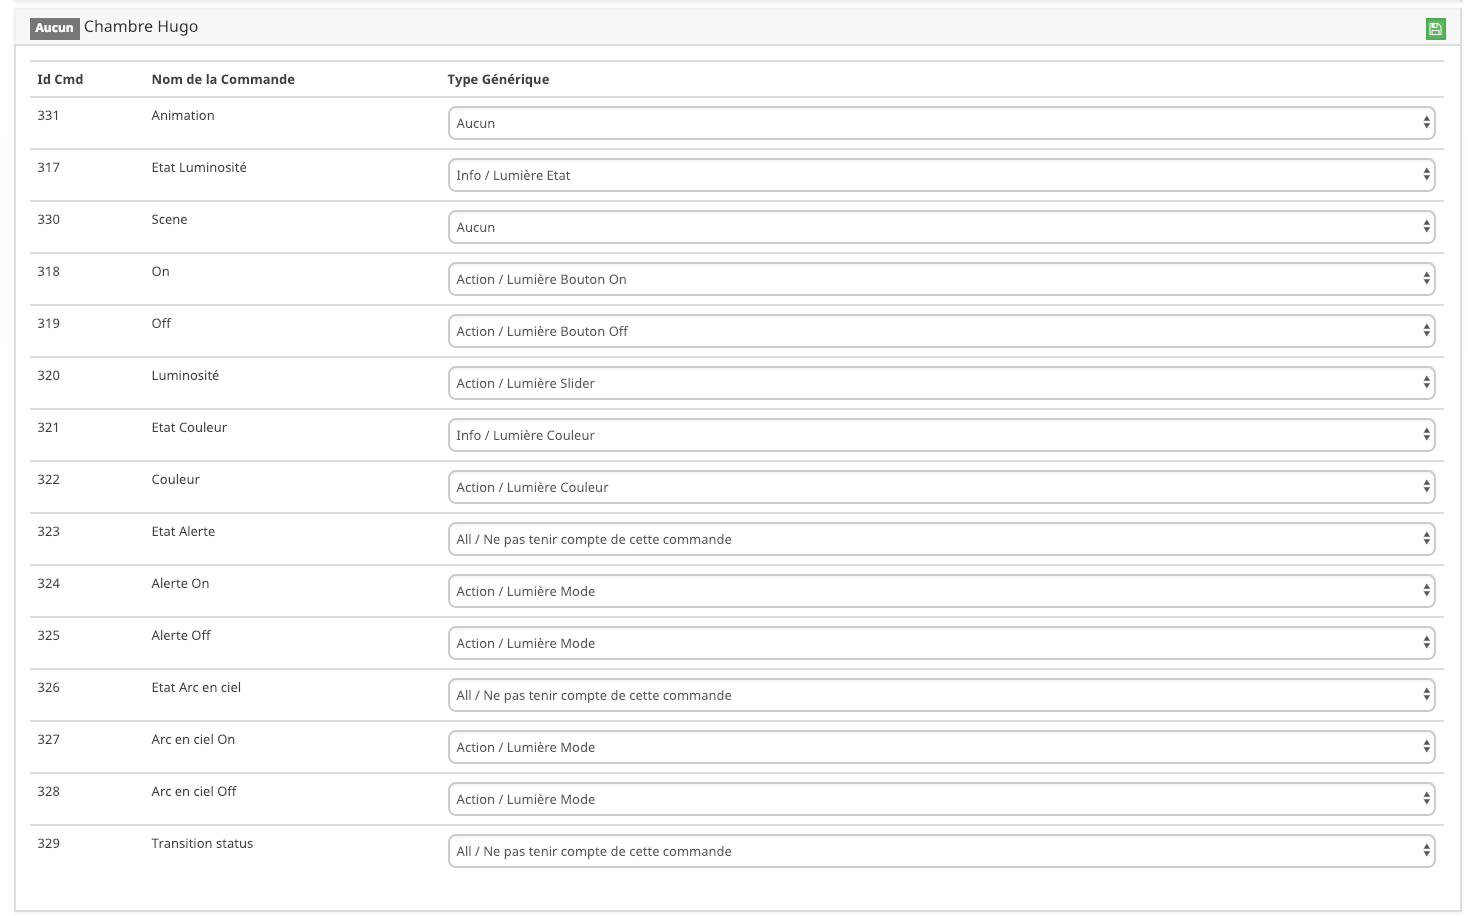 Aucun Chambre Hugo
Id Cmd Nom de la Commande Type Générique
331 Animation Aucun
317 Etat Luminosité Info / Lumière Etat
330 Scene Aucun
318 On Action / Lumière Bouton On
319 Off Action / Lumière Bouton Off
320 Luminosité Action / Lumière Slider
321 Etat Couleur Info / Lumière Couleur
322 Couleur Action / Lumière Couleur
323 Etat Alerte All / Ne pas tenir compte de cette commande
324 Alerte On Action / Lumière Mode
325 Alerte Off Action / Lumière Mode
326 Etat Arc en ciel All / Ne pas tenir compte de cette commande
327 Arc en ciel On Action / Lumière Mode
328 Arc en ciel Off Action / Lumière Mode
329 Transition status All / Ne pas tenir compte de cette commande